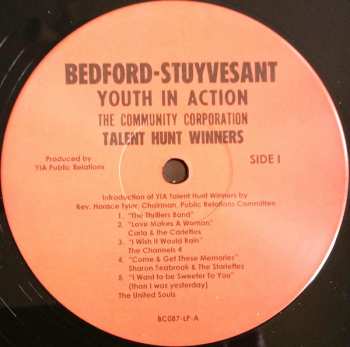 BEDFORD-STUYVESANT
YOUTH IN ACTION
THE COMMUNITY CORPORATION
TALENT HUNT WINNERS
Produced by
YIA Public Relations
SIDE I
Introduction of YIA Talent Hunt Winners by
Rev. Horace Tyler, Chairman, Public Relations Committee
1. "The Thrillers Band"
2. "Love Makes A Woman"
Carla & the Carlettes
3. "I Wish It Would Rain"
The Channels 4
4. "Come & Get These Memories"
Sharon Seabrook & The Starlettes
5. "I Want to be Sweeter To You"
(than I was yesterday)
The United Souls
BC087-LP-A